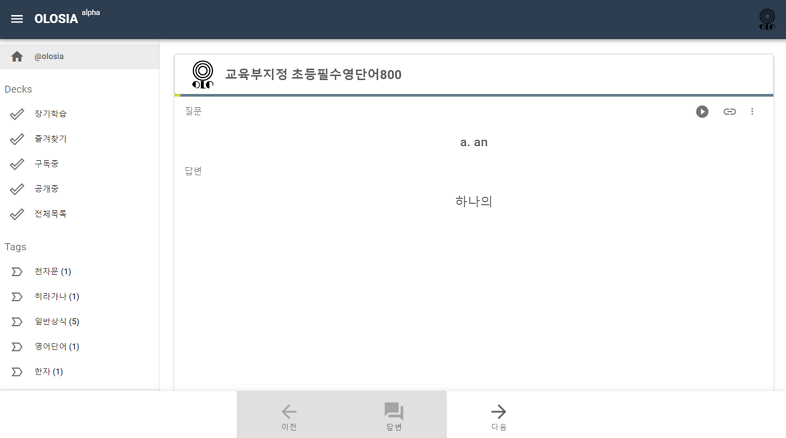 OLOSIA alpha
@olosia
Decks
장기학습
즐겨찾기
구독중
공개중
전체목록
Tags
천자문 (1)
히라가나 (1)
일반상식 (5)
영어단어 (1)
한자 (1)
OLO
교육부지정 초등필수영단어800
질문
a. an
답변
하나의
이전
답변
다음